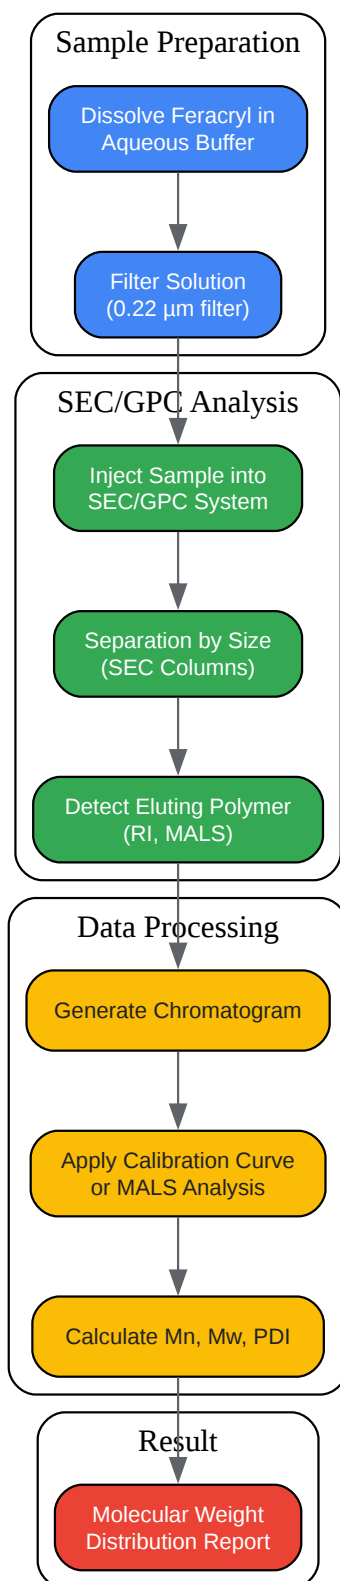 Sample Preparation
Dissolve Feracryl in
Aqueous Buffer
Filter Solution
(0.22 µm filter)
SEC/GPC Analysis
Inject Sample into
SEC/GPC System
Separation by Size
(SEC Columns)
Detect Eluting Polymer
(RI, MALS)
Data Processing
Generate Chromatogram
Apply Calibration Curve
or MALS Analysis
Calculate Mn, Mw, PDI
Result
Molecular Weight
Distribution Report